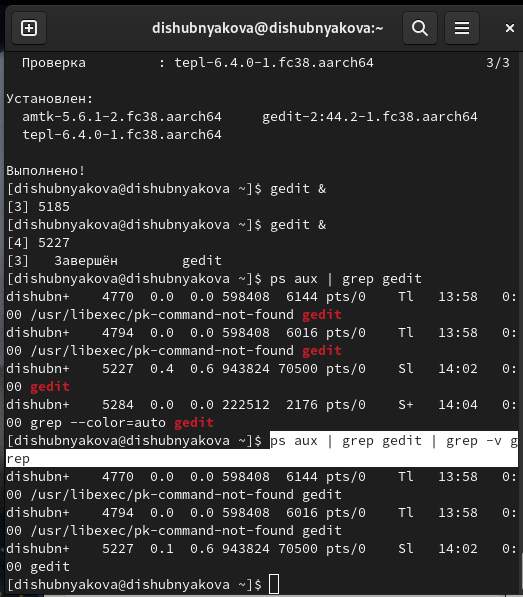 dishubnyakova@dishubnyakova:~
Проверка : tepl-6.4.0-1.fc38.aarch64 3/3
Установлен:
amtk-5.6.1-2.fc38.aarch64 gedit-2:44.2-1.fc38.aarch64
tepl-6.4.0-1.fc38.aarch64
Выполнено!
[dishubnyakova@dishubnyakova ~]$ gedit &
[3] 5185
[dishubnyakova@dishubnyakova ~]$ gedit &
[4] 5227
[3] Завершён gedit
[dishubnyakova@dishubnyakova ~]$ ps aux | grep gedit
dishubn+ 4770 0.0 0.0 598408 6144 pts/0 Tl 13:58 0:
00 /usr/libexec/pk-command-not-found gedit
dishubn+ 4794 0.0 0.0 598408 6016 pts/0 Tl 13:58 0:
00 /usr/libexec/pk-command-not-found gedit
dishubn+ 5227 0.4 0.6 943824 70500 pts/0 Sl 14:02 0:
00 gedit
dishubn+ 5284 0.0 0.0 222512 2176 pts/0 S+ 14:04 0:
00 grep --color=auto gedit
[dishubnyakova@dishubnyakova ~]$ ps aux | grep gedit | grep -v g
rep
dishubn+ 4770 0.0 0.0 598408 6144 pts/0 Tl 13:58 0:
00 /usr/libexec/pk-command-not-found gedit
dishubn+ 4794 0.0 0.0 598408 6016 pts/0 Tl 13:58 0:
00 /usr/libexec/pk-command-not-found gedit
dishubn+ 5227 0.1 0.6 943824 70500 pts/0 Sl 14:02 0:
00 gedit
[dishubnyakova@dishubnyakova ~]$